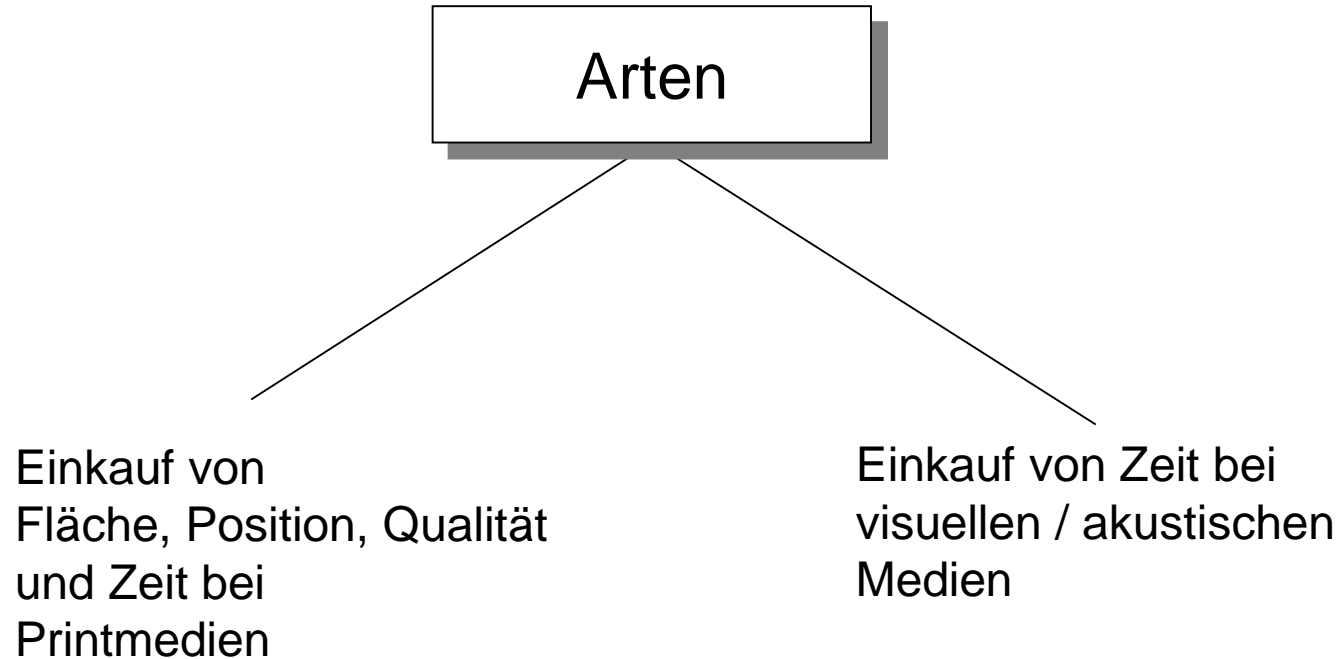 Arten
Einkauf von
Fläche, Position, Qualität
und Zeit bei
Printmedien
Einkauf von Zeit bei
visuellen / akustischen
Medien